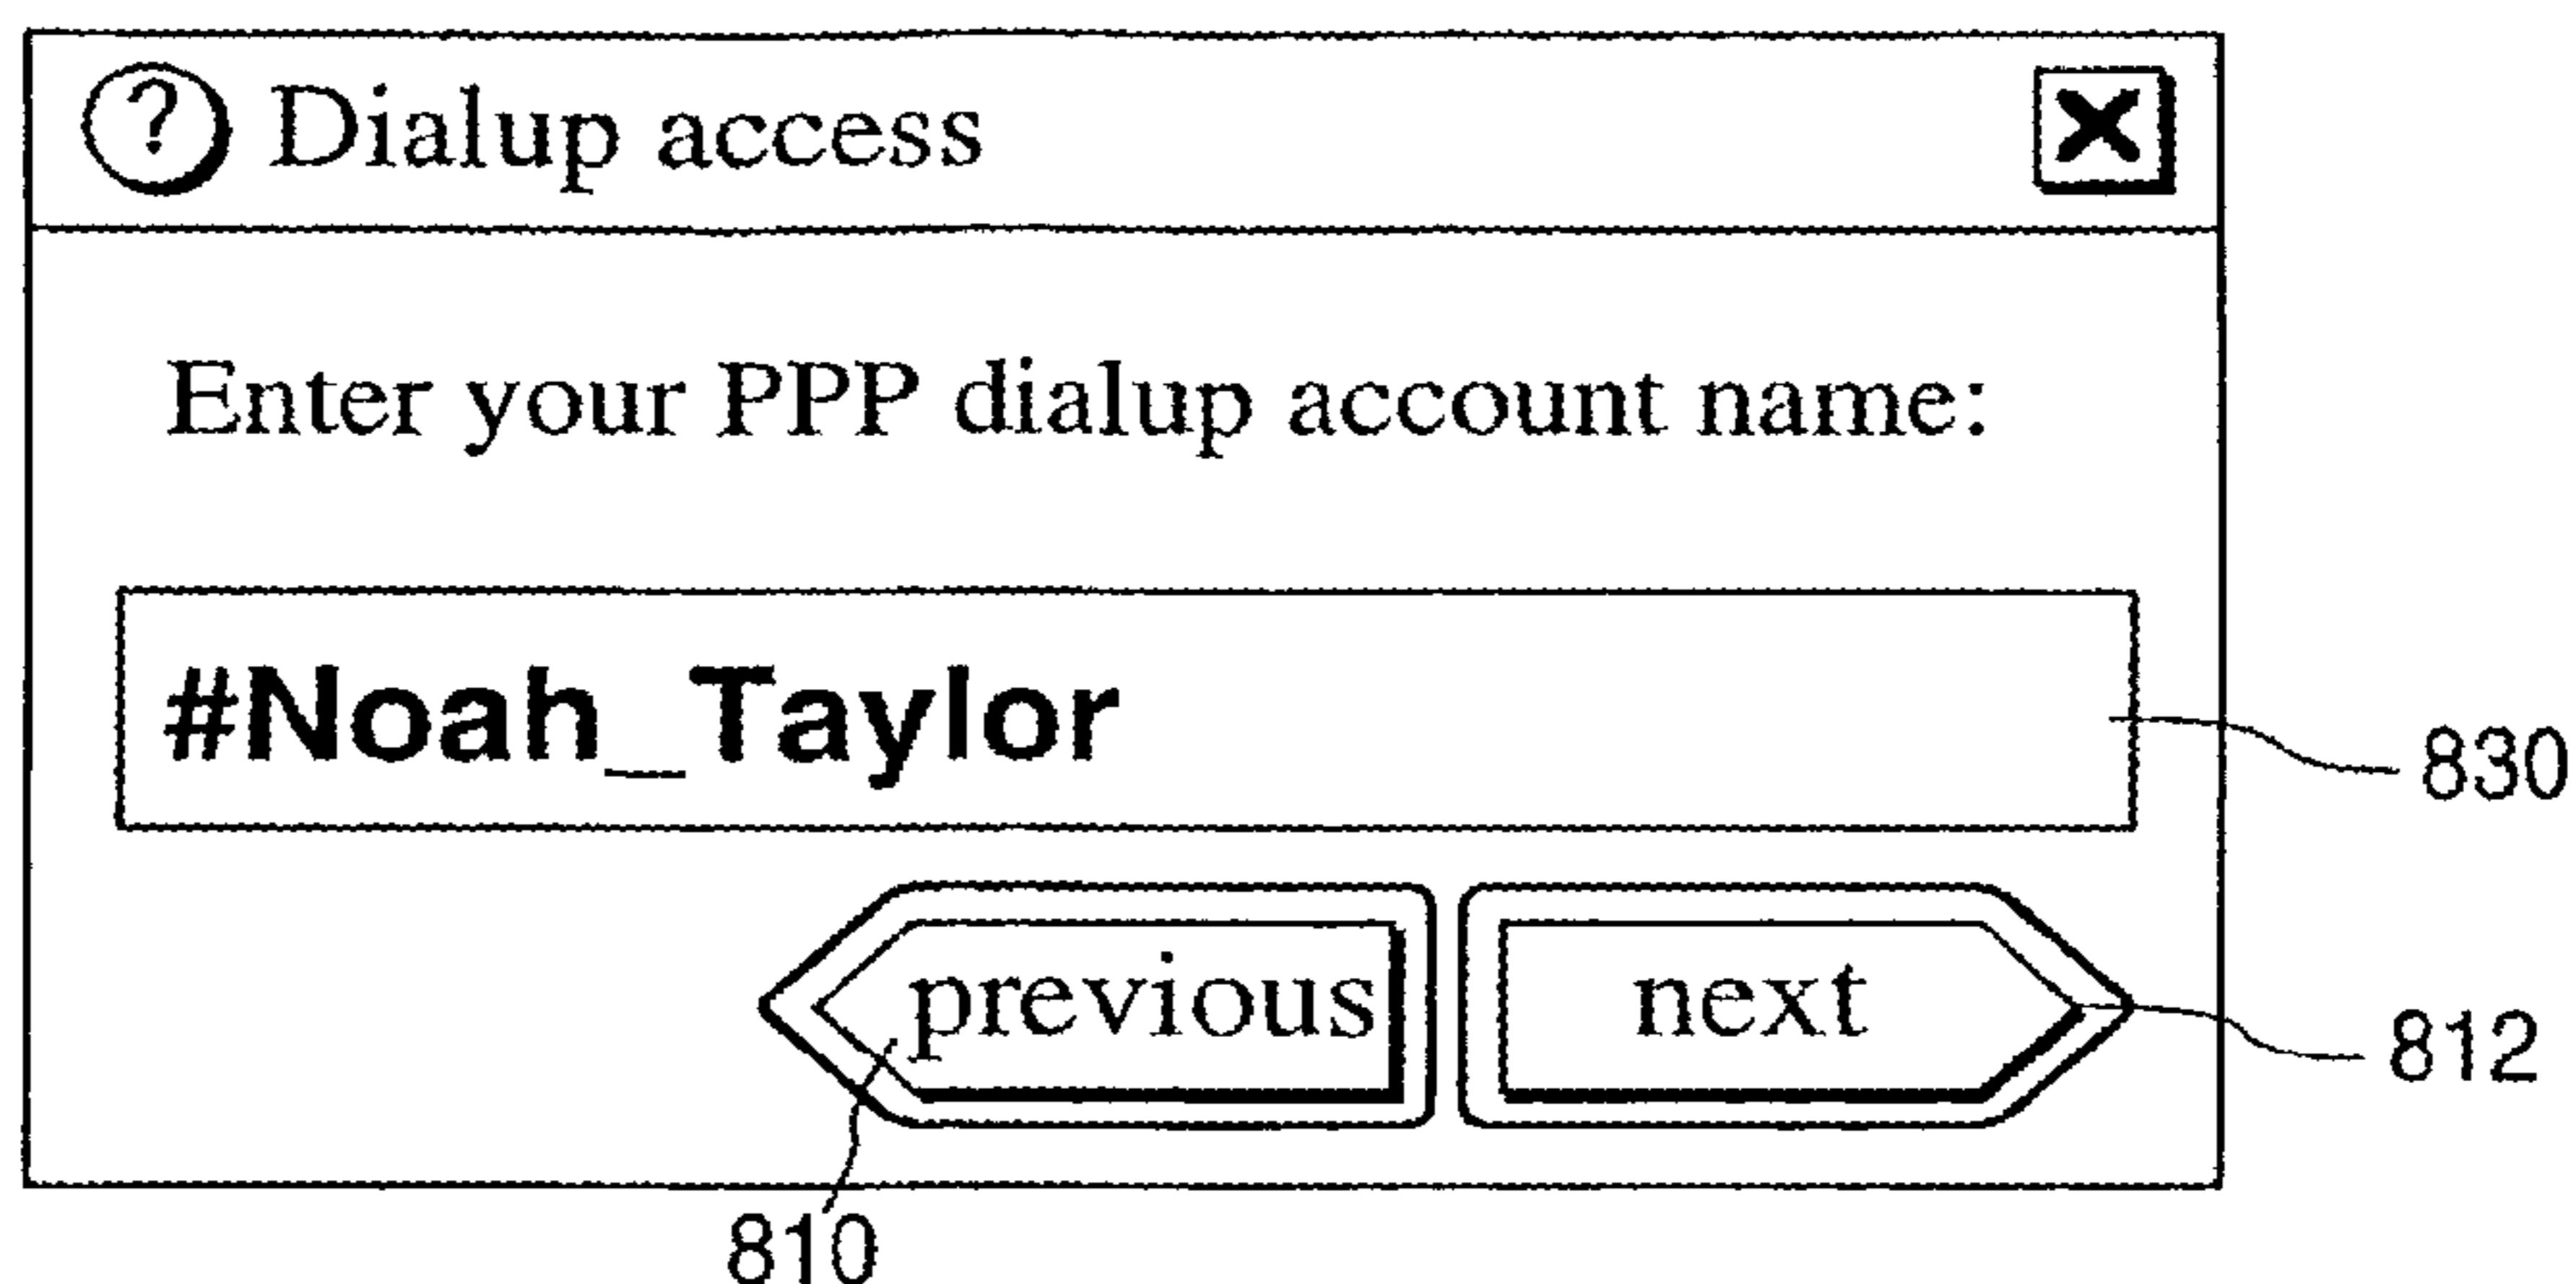 ? Dialup access X
Enter your PPP dialup account name:
#Noah_Taylor
830
previous next
812
810